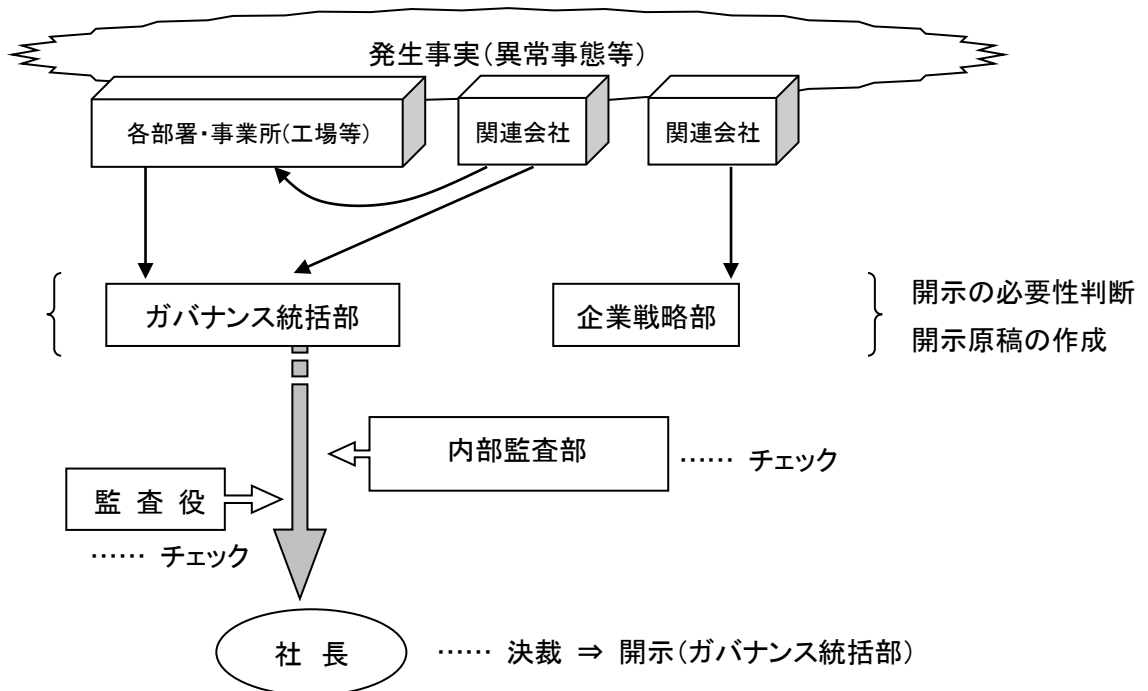 発生事実(異常事態等)
各部署・事業所(工場等)
関連会社
関連会社
ガバナンス統括部
企業戦略部
開示の必要性判断
開示原稿の作成
内部監査部
…… チェック
監 査 役
…… チェック
社 長
…… 決裁 ⇒ 開示(ガバナンス統括部)